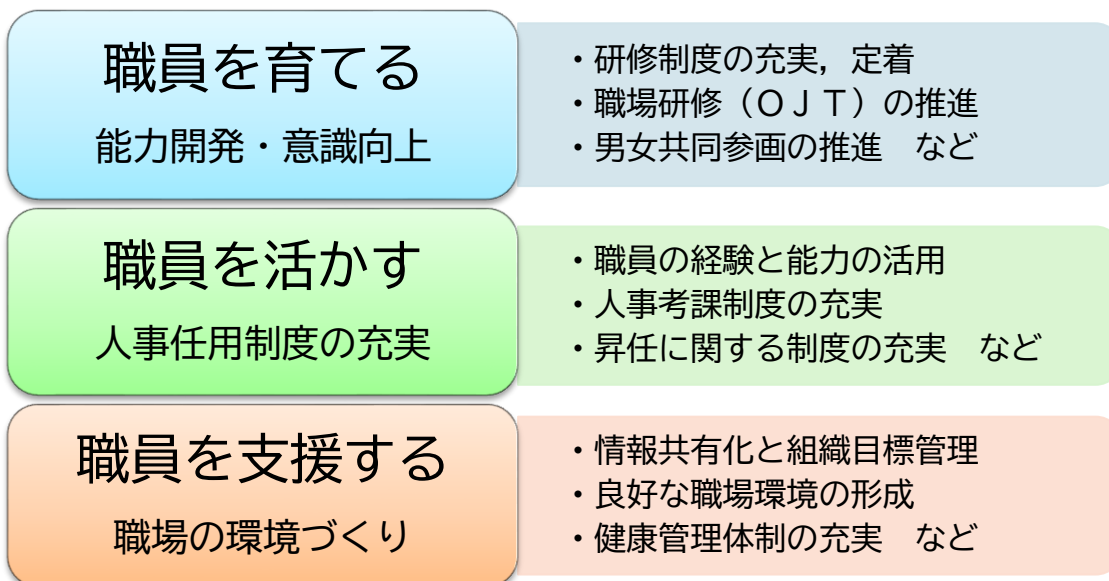 職員を育てる
能力開発・意識向上
・研修制度の充実，定着
・職場研修（ＯＪＴ）の推進
・男女共同参画の推進　など
職員を活かす
人事任用制度の充実
・職員の経験と能力の活用
・人事考課制度の充実
・昇任に関する制度の充実　など
職員を支援する
職場の環境づくり
・情報共有化と組織目標管理
・良好な職場環境の形成
・健康管理体制の充実　など